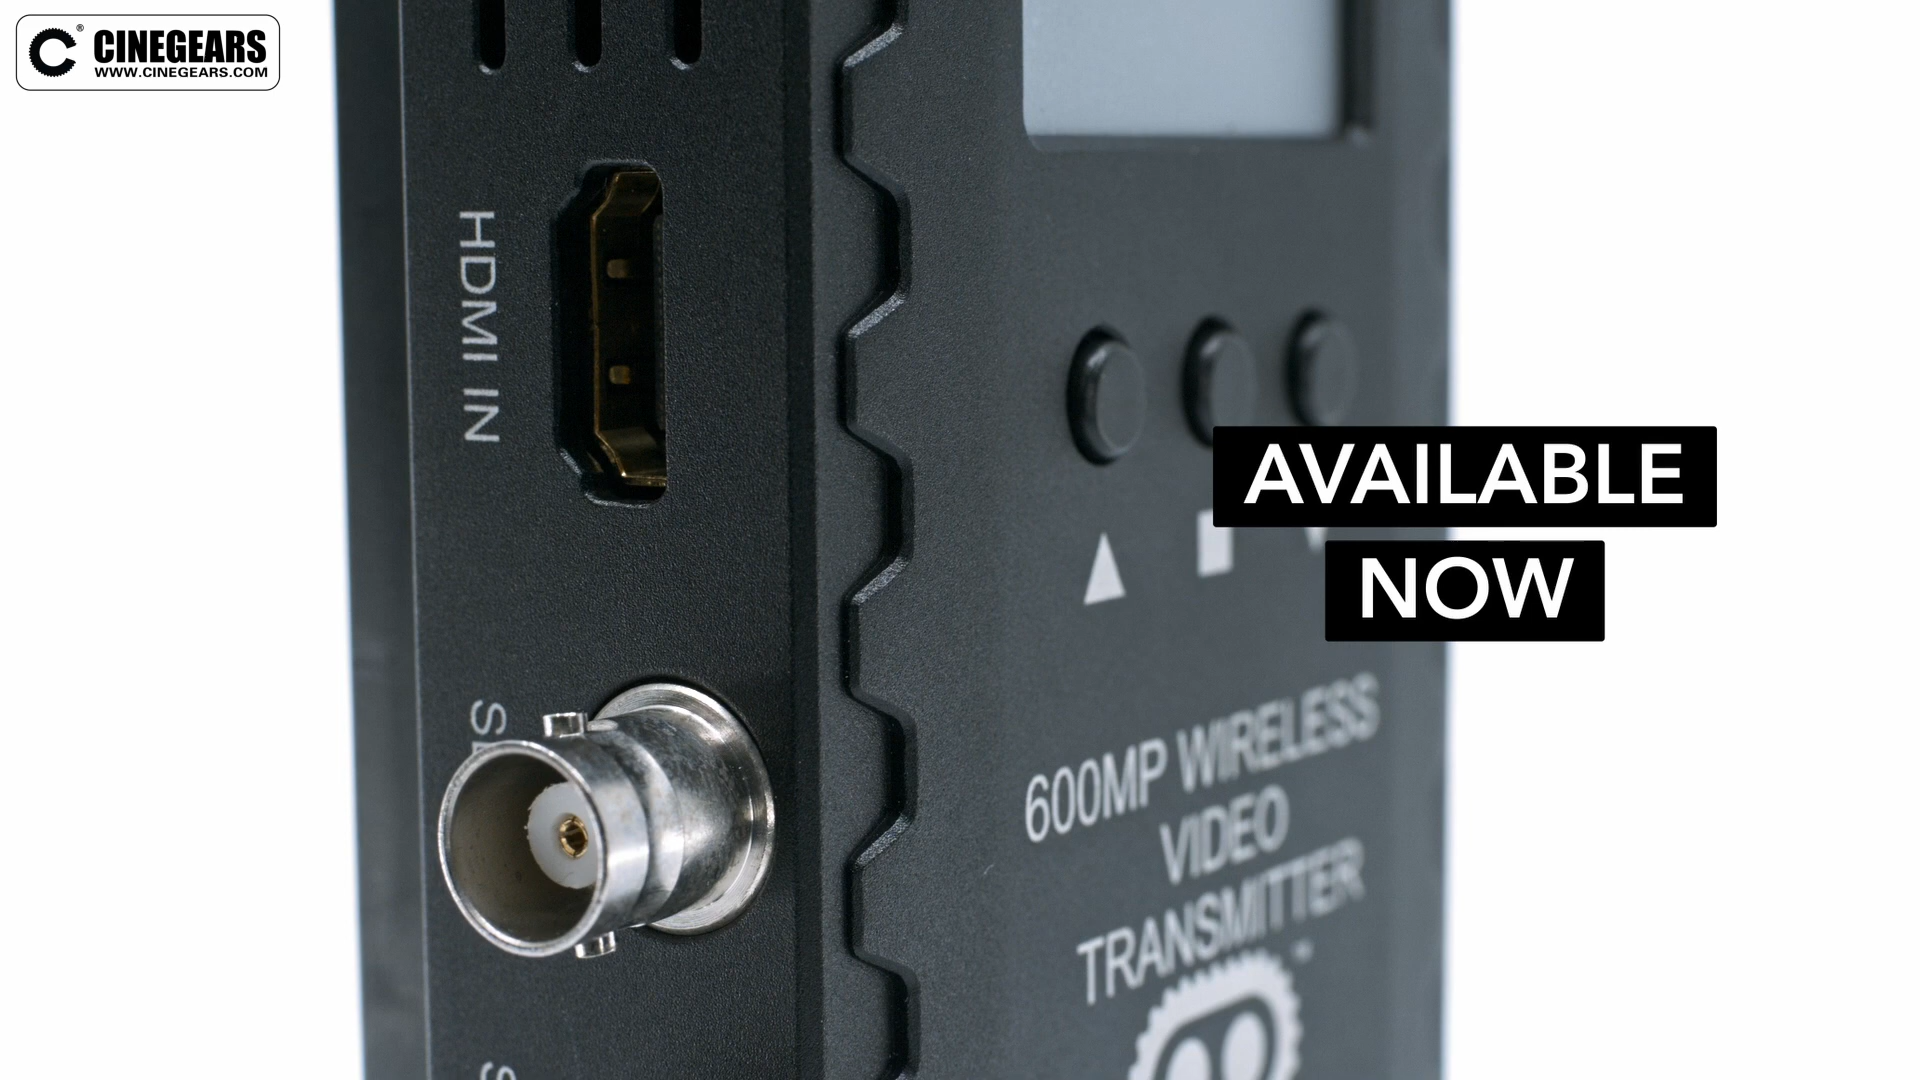 CINEGEARS
WWW.CINEGEARS.COM
HDMI IN
AVAILABLE
NOW
600MP WIRELESS
VIDEO
TRANSMITTER